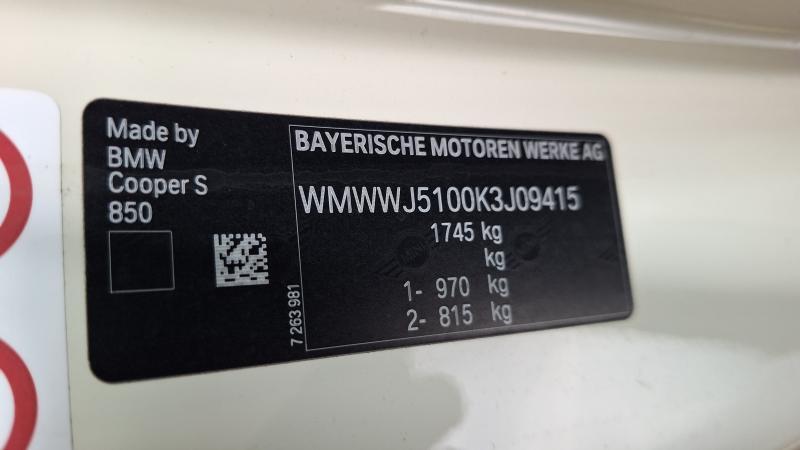 Made by
BMW
Cooper S
850
BAYERISCHE MOTOREN WERKE AG
WMWWJ5100K3J09415
1745 kg
kg
1- 970 kg
2- 815 kg
7 263 981